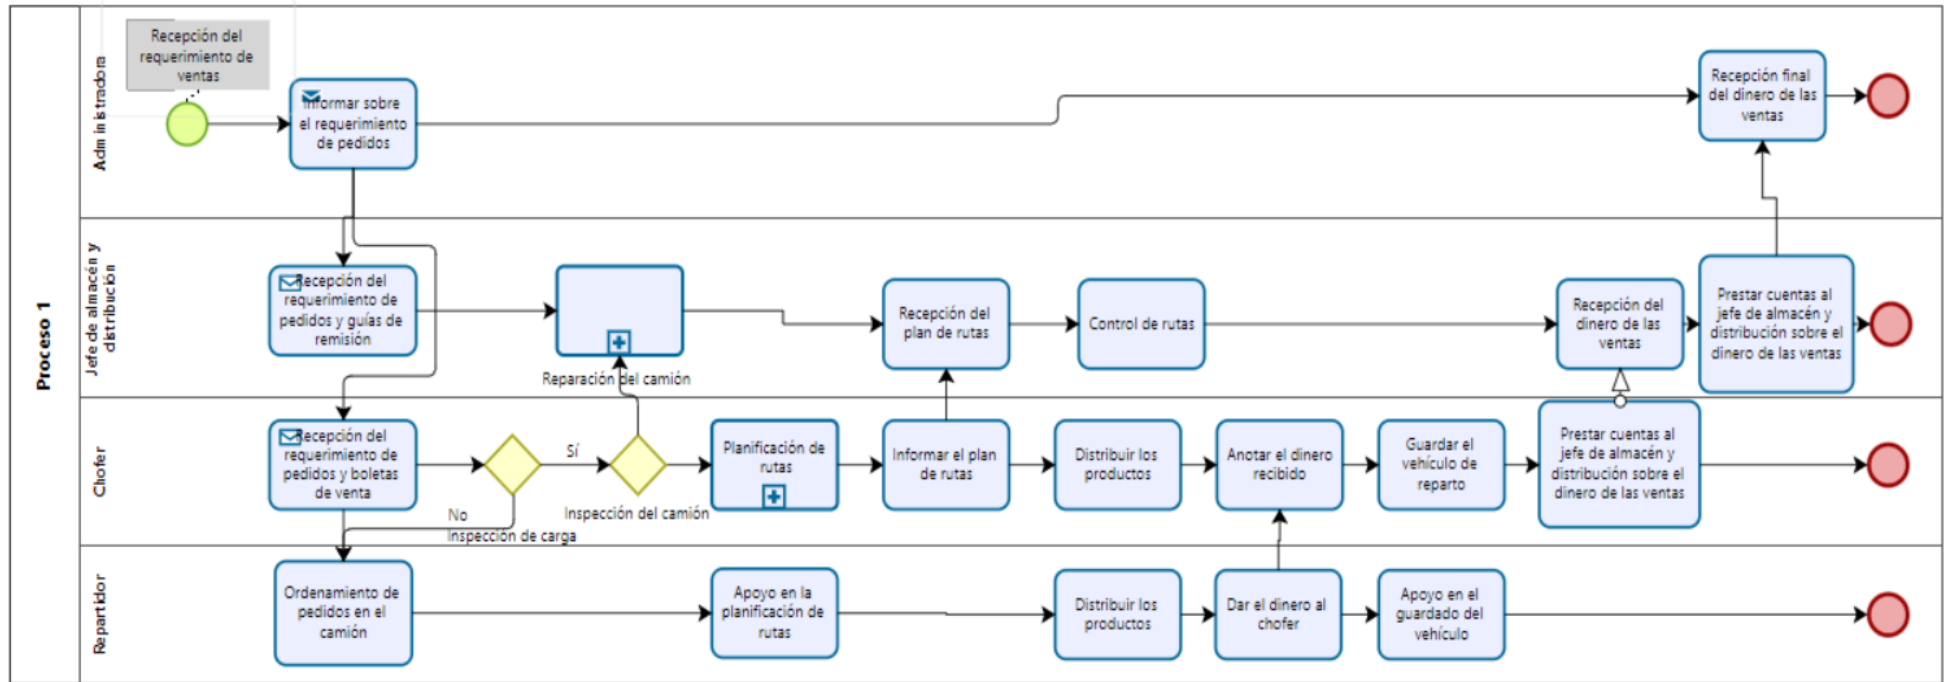 Proceso 1
Administradora
Recepción del
requerimiento de
ventas
Informar sobre
el requerimiento
de pedidos
Recepción final
del dinero de las
ventas
Jefe de almacén y
distribución
Recepción del
requerimiento de
pedidos y guías de
remisión
Reparación del camión
Recepción del
plan de rutas
Control de rutas
Recepción del
dinero de las
ventas
Prestar cuentas al
jefe de almacén y
distribución sobre el
dinero de las ventas
Chofer
Recepción del
requerimiento de
pedidos y boletas
de venta
No
Inspección de carga
Sí
Inspección del camión
Planificación de
rutas
Informar el plan
de rutas
Distribuir los
productos
Anotar el dinero
recibido
Guardar el
vehículo de
reparto
Prestar cuentas al
jefe de almacén y
distribución sobre el
dinero de las ventas
Repartidor
Ordenamiento de
pedidos en el
camión
Apoyo en la
planificación de
rutas
Distribuir los
productos
Dar el dinero al
chofer
Apoyo en el
guardado del
vehículo